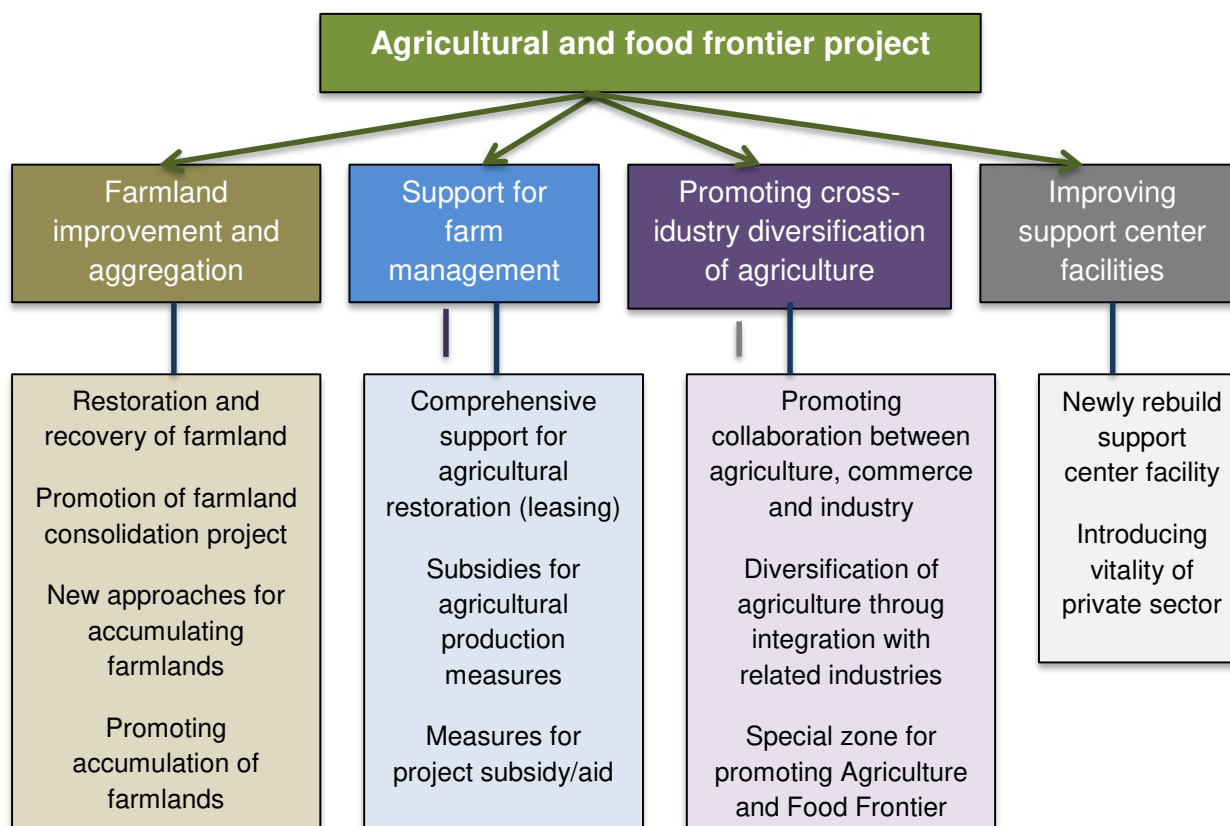 Agricultural and food frontier project
Farmland
improvement and
aggregation
Support for
farm
management
Promoting cross-
idustry diversification
of agriculture
Improving
support center
facilities
Restoration and
recovery of farmland
Promotion of farmland
consolidation project
New approaches for
accumulating
farmlands
Promoting
accumulation of
farmlands
Comprehensive
support for
agricultural
restoration (leasing)
Subsidies for
agricultural
production
measures
Measures for
project subsidy/aid
Promoting
collaboration between
agriculture, commerce
and industry
Diversification of
agriculture throug
integration with
related industries
Special zone for
promoting Agriculture
and Food Frontier
Newly rebuild
support
center facility
Introducing
vitality of
private sector